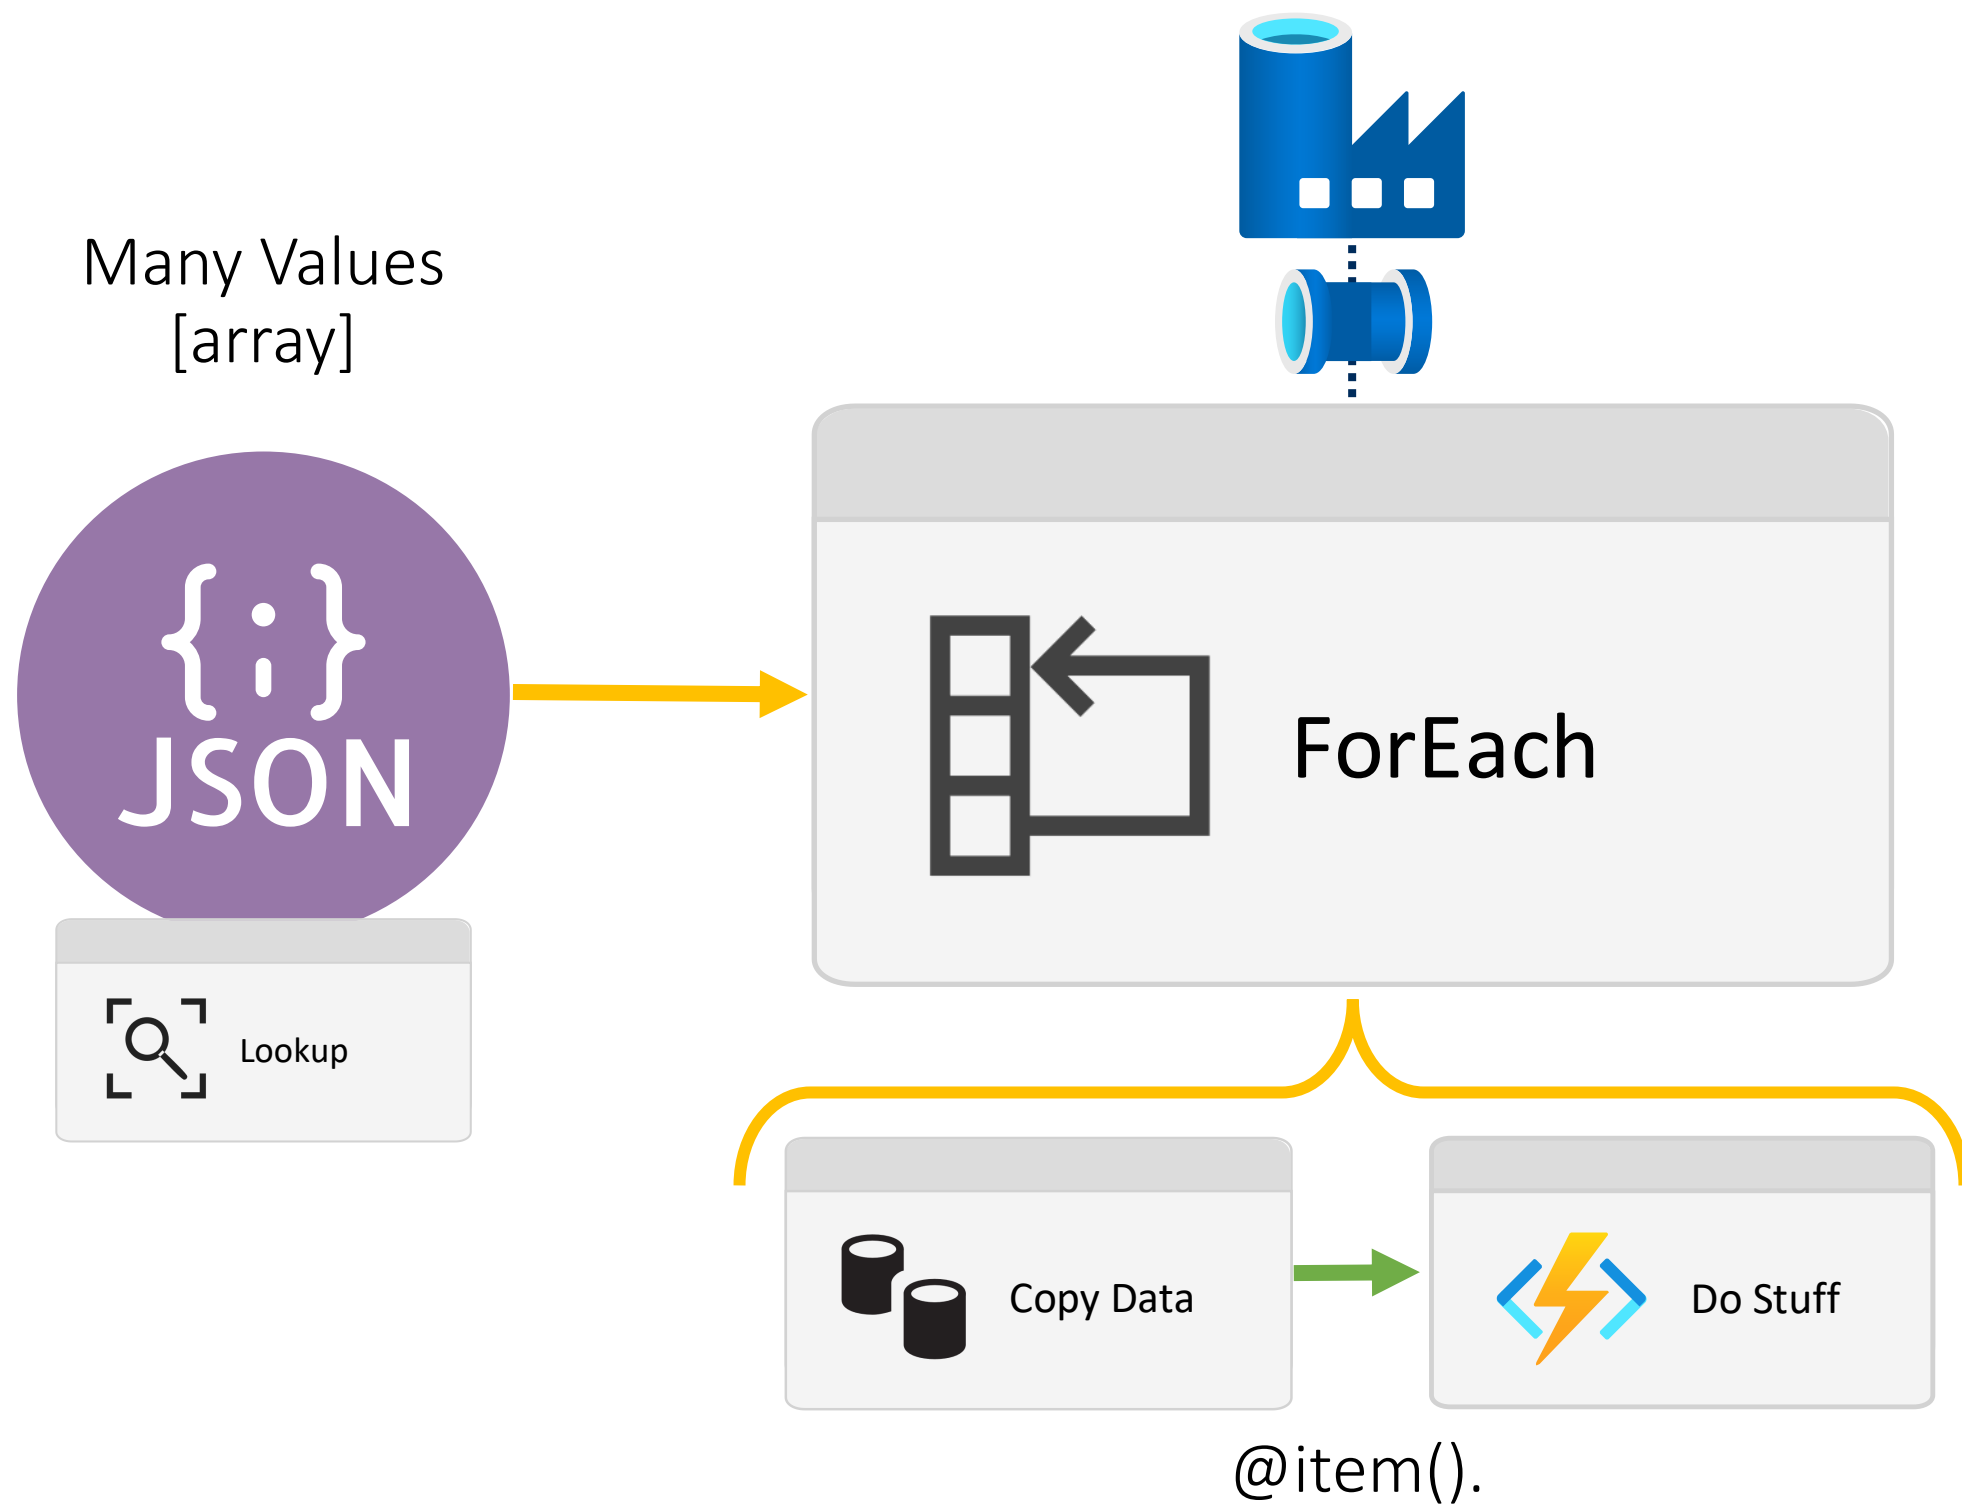 Many Values
[array]
{;}
JSON
Lookup
ForEach
Copy Data
Do Stuff
@item().